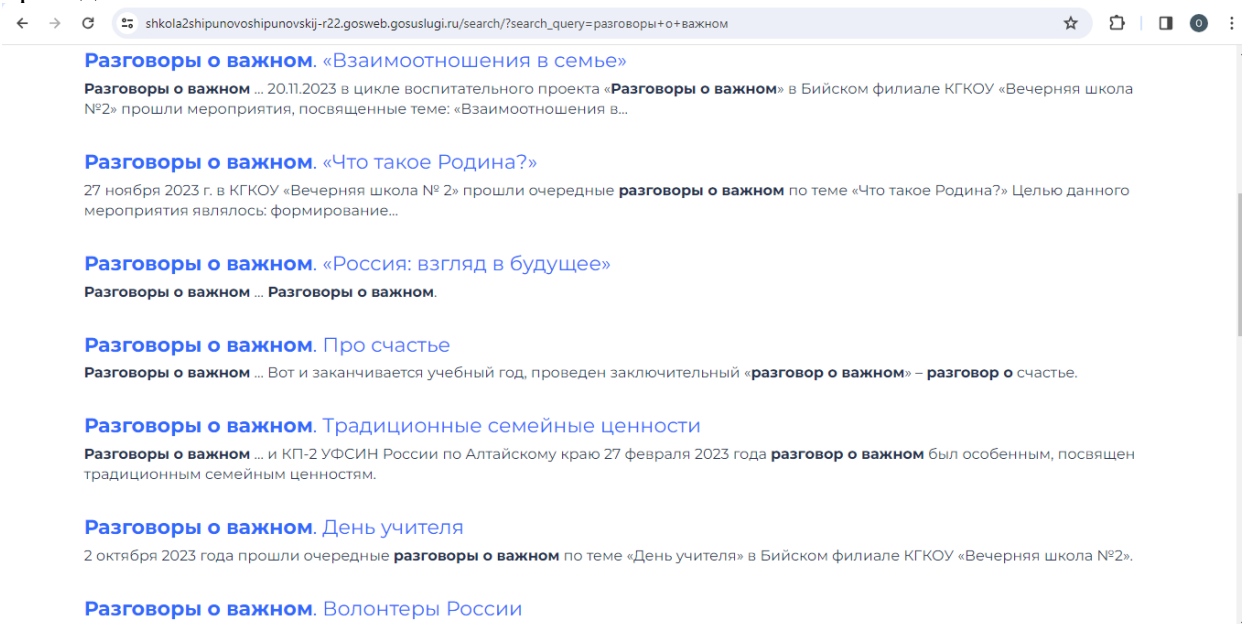 shkola2shipunovoshipunovskij-r22.gosweb.gosuslugi.ru/search/?search_query=разговоры+о+важном
О
Разговоры о важном. «Взаимоотношения в семье»
Разговоры о важном ... 20.11.2023 в цикле воспитательного проекта «Разговоры о важном» в Бийском филиале КГКОУ «Вечерняя школа
№2» прошли мероприятия, посвященные теме: «Взаимоотношения в...
Разговоры о важном. «Что такое Родина?»
27 ноября 2023 г. в КГКОУ «Вечерняя школа № 2» прошли очередные разговоры о важном по теме «Что такое Родина?» Целью данного
мероприятия являлось: формирование...
Разговоры о важном. «Россия: взгляд в будущее»
Разговоры о важном ... Разговоры о важном.
Разговоры о важном. Про счастье
Разговоры о важном ... Вот и заканчивается учебный год, проведен заключительный «разговор о важном» – разговор о счастье.
Разговоры о важном. Традиционные семейные ценности
Разговоры о важном ... и КП-2 УФСИН России по Алтайскому краю 27 февраля 2023 года разговор о важном был особенным, посвящен
традиционным семейным ценностям.
Разговоры о важном. День учителя
2 октября 2023 года прошли очередные разговоры о важном по теме «День учителя» в Бийском филиале КГКОУ «Вечерняя школа №2».
Разговоры о важном. Волонтеры России